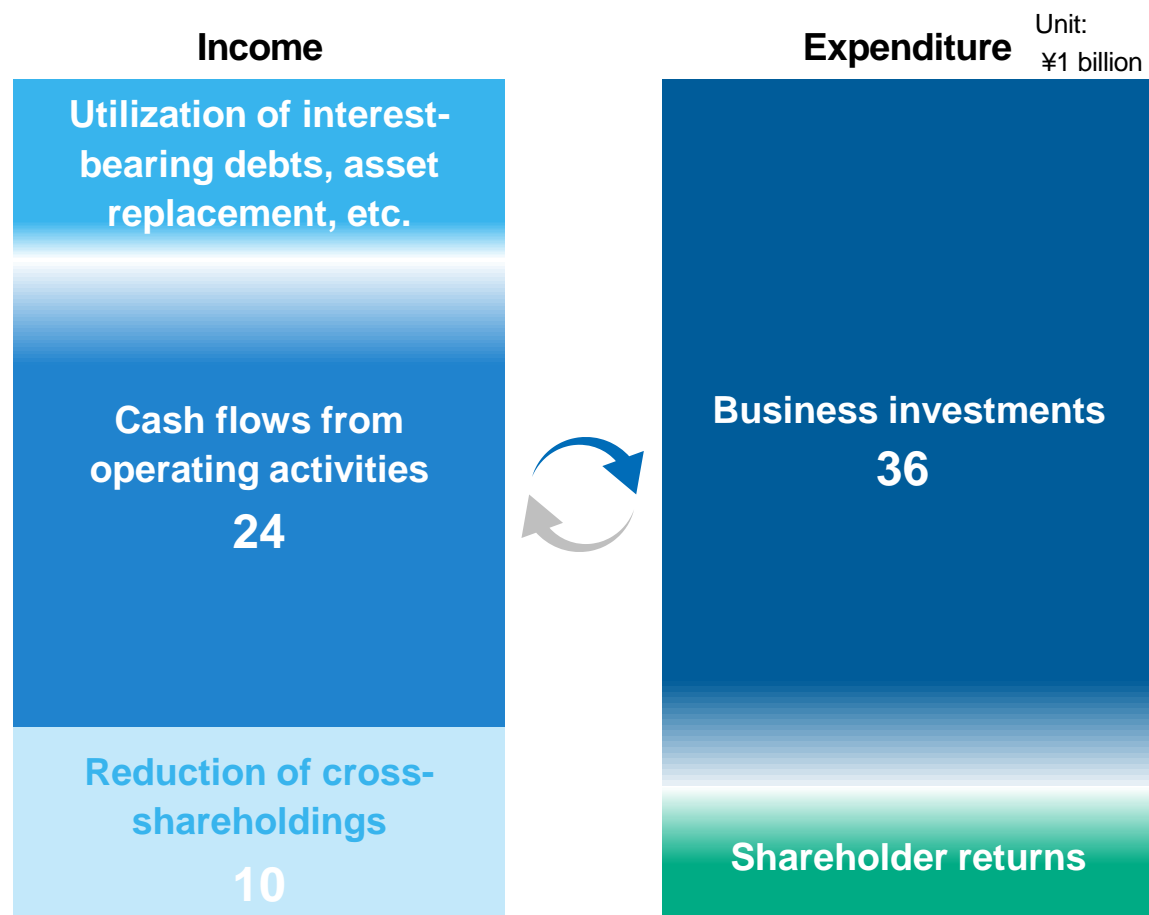 Income
Utilization of interest-
bearing debts, asset
replacement, etc.
Cash flows from
operating activities
24
Reduction of cross-
shareholdings
10
Expenditure
Unit:
¥1 billion
Business investments
36
Shareholder returns